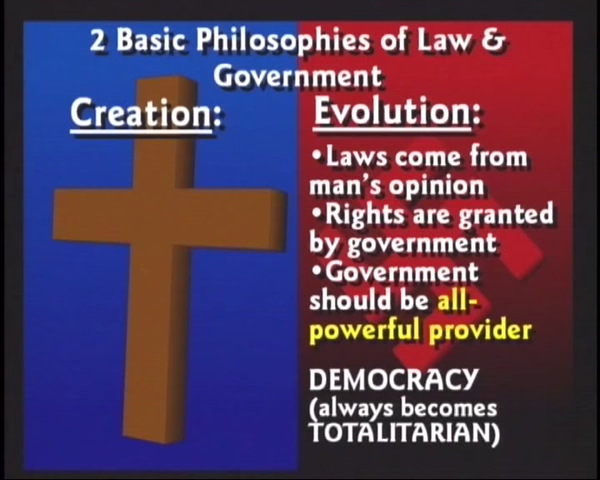 2 Basic Philosophies of Law &
Government
Creation:
Evolution:
•Laws come from
man's opinion
•Rights are granted
by government
•Government
should be all-
powerful provider
DEMOCRACY
(always becomes
TOTALITARIAN)